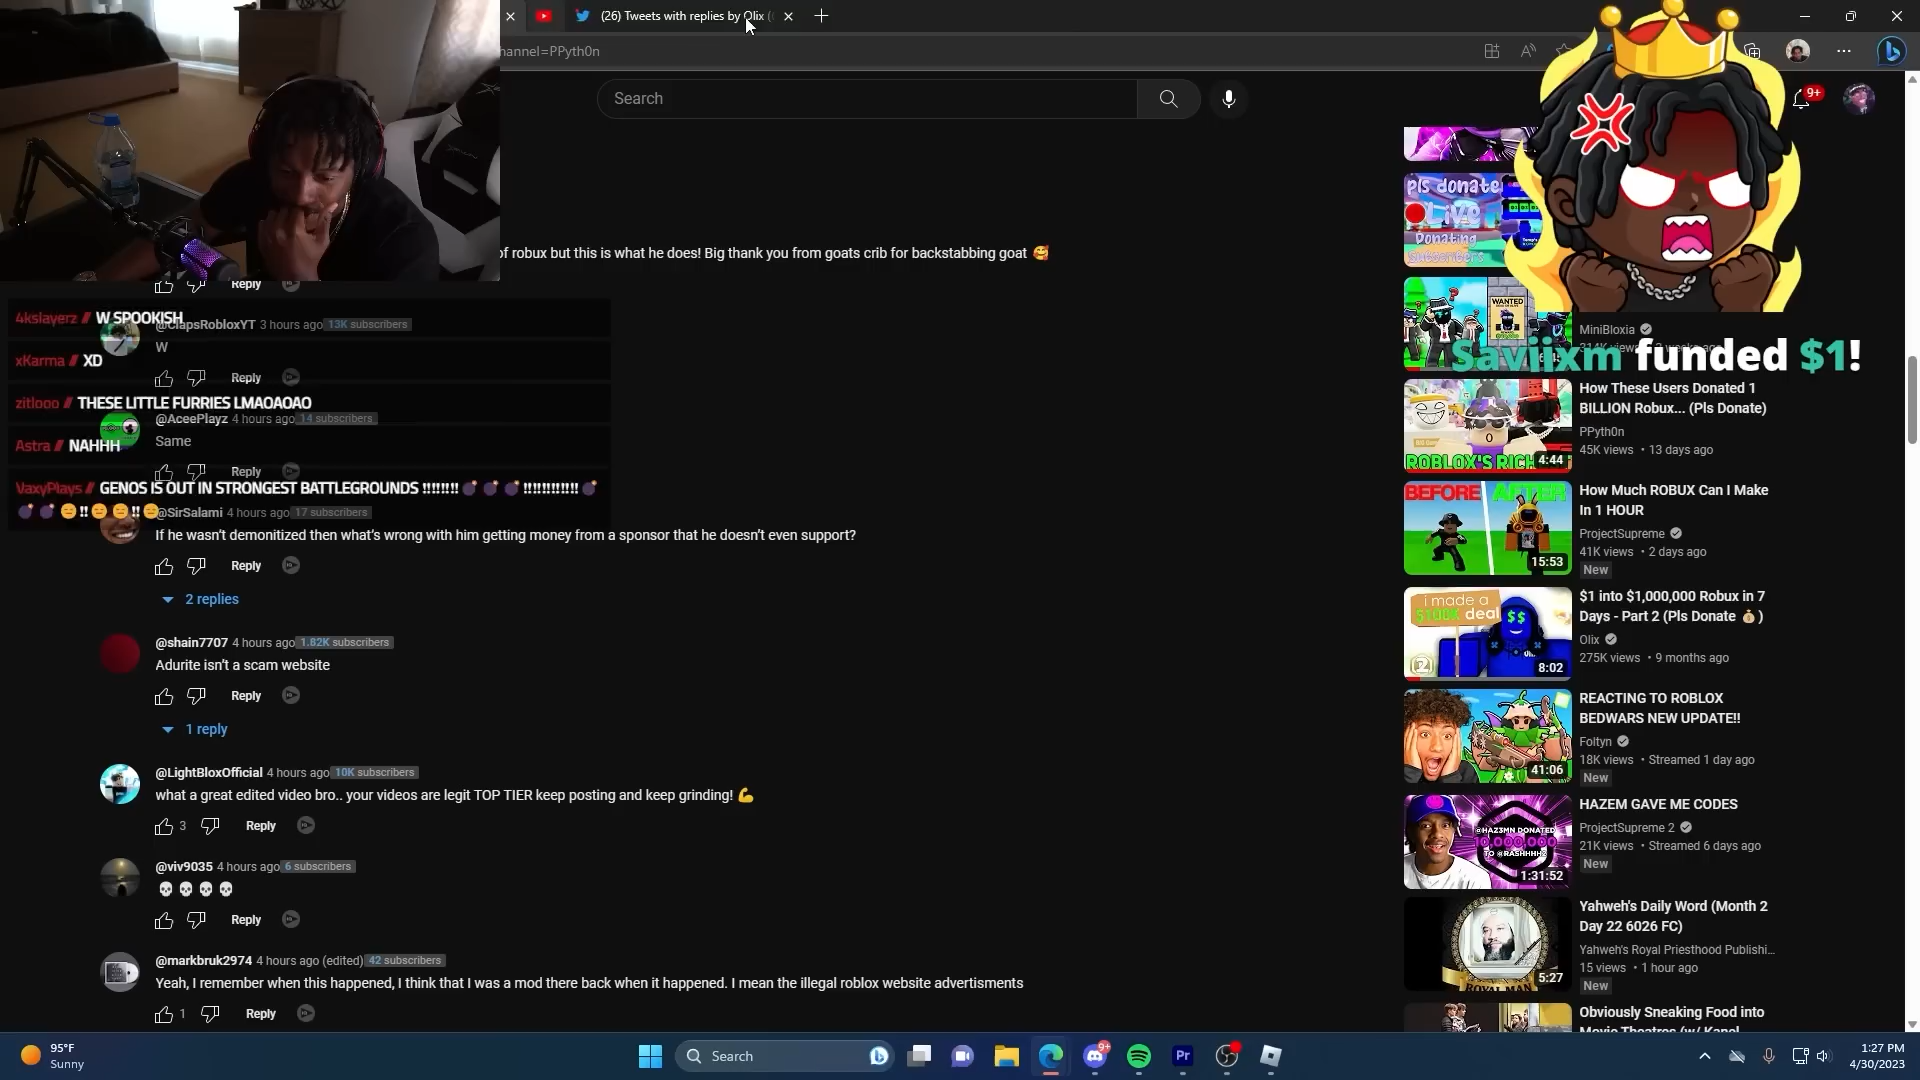 (26) Tweets with replies by Olix (
hannel=PPyth0n
Search
9+
of robux but this is what he does! Big thank you from goats crib for backstabbing goat 🥰
Reply
4kslayerz // W SPOOKISH
@ClapsRobloxYT 3 hours ago 13K subscribers
W
xKarma // XD
Reply
zitlooo // THESE LITTLE FURRIES LMAOAOAO
@AceePlayz 4 hours ago 14 subscribers
Same
Astra // NAHHH
Reply
VaxyPlays // GENOS IS OUT IN STRONGEST BATTLEGROUNDS !!!!!!!! 💣 💣 💣 !!!!!!!!!!!! 💣
💣 💣 😑 !! 😑 😑 !! 😑
@SirSalami 4 hours ago 17 subscribers
If he wasn't demonitized then what's wrong with him getting money from a sponsor that he doesn't even support?
Reply
2 replies
@shain7707 4 hours ago 1.82K subscribers
Adurite isn't a scam website
Reply
1 reply
@LightBloxOfficial 4 hours ago 10K subscribers
what a great edited video bro.. your videos are legit TOP TIER keep posting and keep grinding! 💪
3 Reply
@viv9035 4 hours ago 6 subscribers
💀 💀 💀 💀
Reply
@markbruk2974 4 hours ago (edited) 42 subscribers
Yeah, I remember when this happened, I think that I was a mod there back when it happened. I mean the illegal roblox website advertisments
1 Reply
pls donate
Live
Donating
Subscribers
WANTED
MiniBloxia
Saviixm funded $1!
How These Users Donated 1
BILLION Robux... (Pls Donate)
PPyth0n
45K views • 13 days ago
ROBLOX'S RICH
4:44
BEFORE AFTER
15:53
How Much ROBUX Can I Make
In 1 HOUR
ProjectSupreme
41K views • 2 days ago
New
i made a
$100K deal
8:02
$1 into $1,000,000 Robux in 7
Days - Part 2 (Pls Donate 💰 )
Olix
275K views • 9 months ago
41:06
REACTING TO ROBLOX
BEDWARS NEW UPDATE!!
Foltyn
18K views • Streamed 1 day ago
New
@HAZ3MN DONATED
10,000,000
TO @RASHHHHZ
1:31:52
HAZEM GAVE ME CODES
ProjectSupreme 2
21K views • Streamed 6 days ago
New
ROYAL MAN
5:27
Yahweh's Daily Word (Month 2
Day 22 6026 FC)
Yahweh's Royal Priesthood Publishi...
15 views • 1 hour ago
New
Obviously Sneaking Food into
Movie Theatres (w/ Kanel
95°F
Sunny
Search
9+
Pr
1:27 PM
4/30/2023